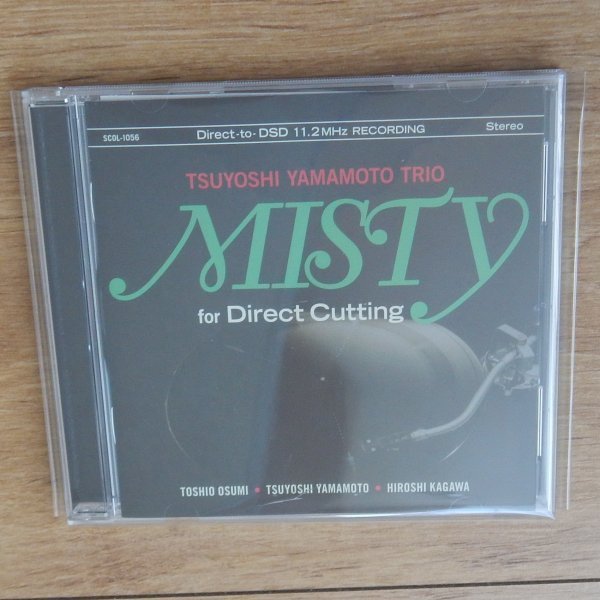 SCOL-1056 Direct-to-DSD 11.2MHz RECORDING Stereo
TSUYOSHI YAMAMOTO TRIO
MISTY
for Direct Cutting
TOSHIO OSUMI • TSUYOSHI YAMAMOTO • HIROSHI KAGAWA